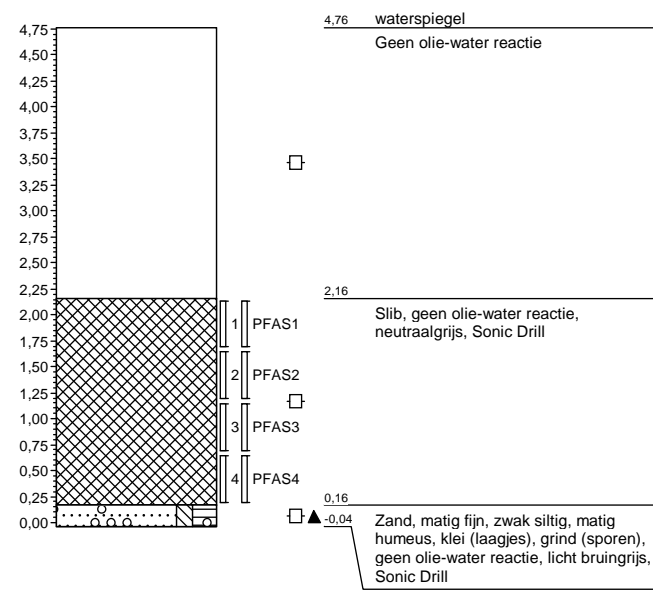 4,76 waterspiegel
Geen olie-water reactie
4,75
4,50
4,25
4,00
3,75
3,50
3,25
3,00
2,75
2,50
2,25
2,00
1,75
1,50
1,25
1,00
0,75
0,50
0,25
0,00
1 PFAS1
2 PFAS2
3 PFAS3
4 PFAS4
2,16
Slib, geen olie-water reactie,
neutraalgrijs, Sonic Drill
0,16
-0,04
Zand, matig fijn, zwak siltig, matig
humeus, klei (laagjes), grind (sporen),
geen olie-water reactie, licht bruingrijs,
Sonic Drill